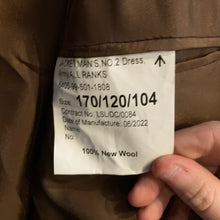 JACKET MAN'S, NO.2 Dress,
Army ALL RANKS
8405-99-501-1808
Size: 170/120/104
Contract No: LSL/DC/0084
Date of Manufacture: 06/2022
Name:
No:
100% New Wool